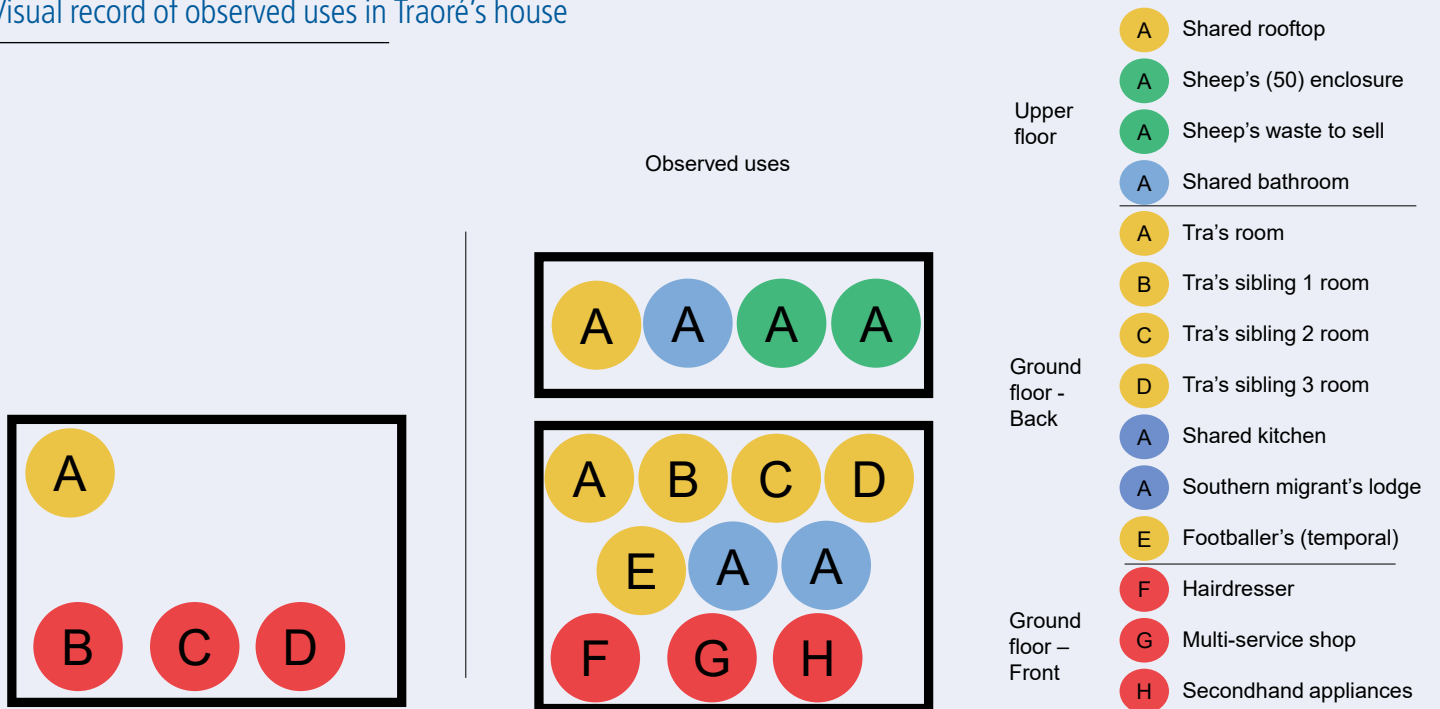 Visual record of observed uses in Traoré’s house
Observed uses
A
B C D
A A A A
A B C D
E A A
F G H
Upper
floor
A Shared rooftop
A Sheep’s (50) enclosure
A Sheep’s waste to sell
A Shared bathroom
Ground
floor -
Back
A Tra’s room
B Tra’s sibling 1 room
C Tra’s sibling 2 room
D Tra’s sibling 3 room
A Shared kitchen
A Southern migrant’s lodge
E Footballer’s (temporal)
Ground
floor –
Front
F Hairdresser
G Multi-service shop
H Secondhand appliances